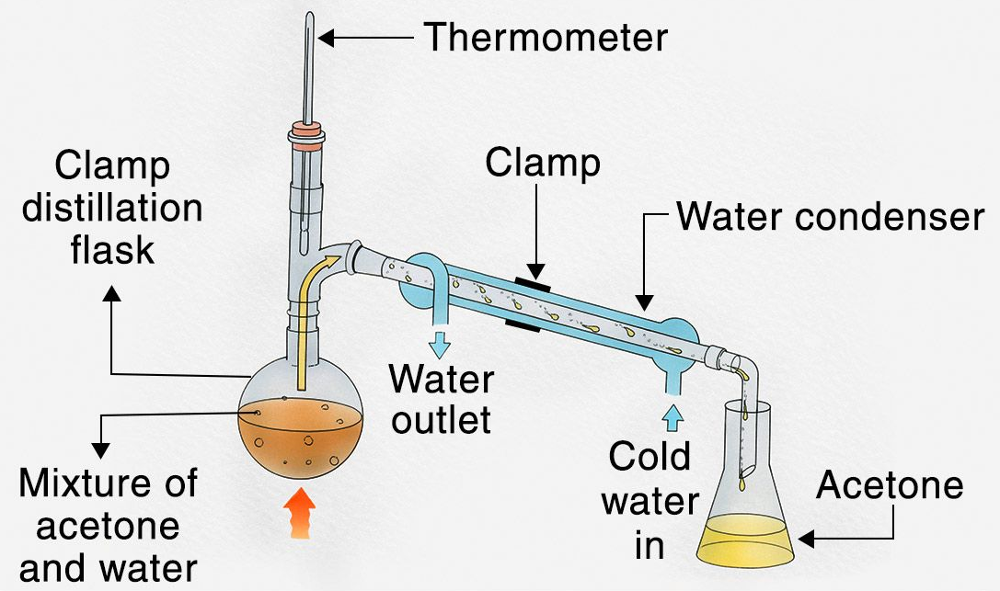 Thermometer
Clamp
distillation
flask
Clamp
Water condenser
Water
outlet
Cold
water
in
Acetone
Mixture of
acetone
and water